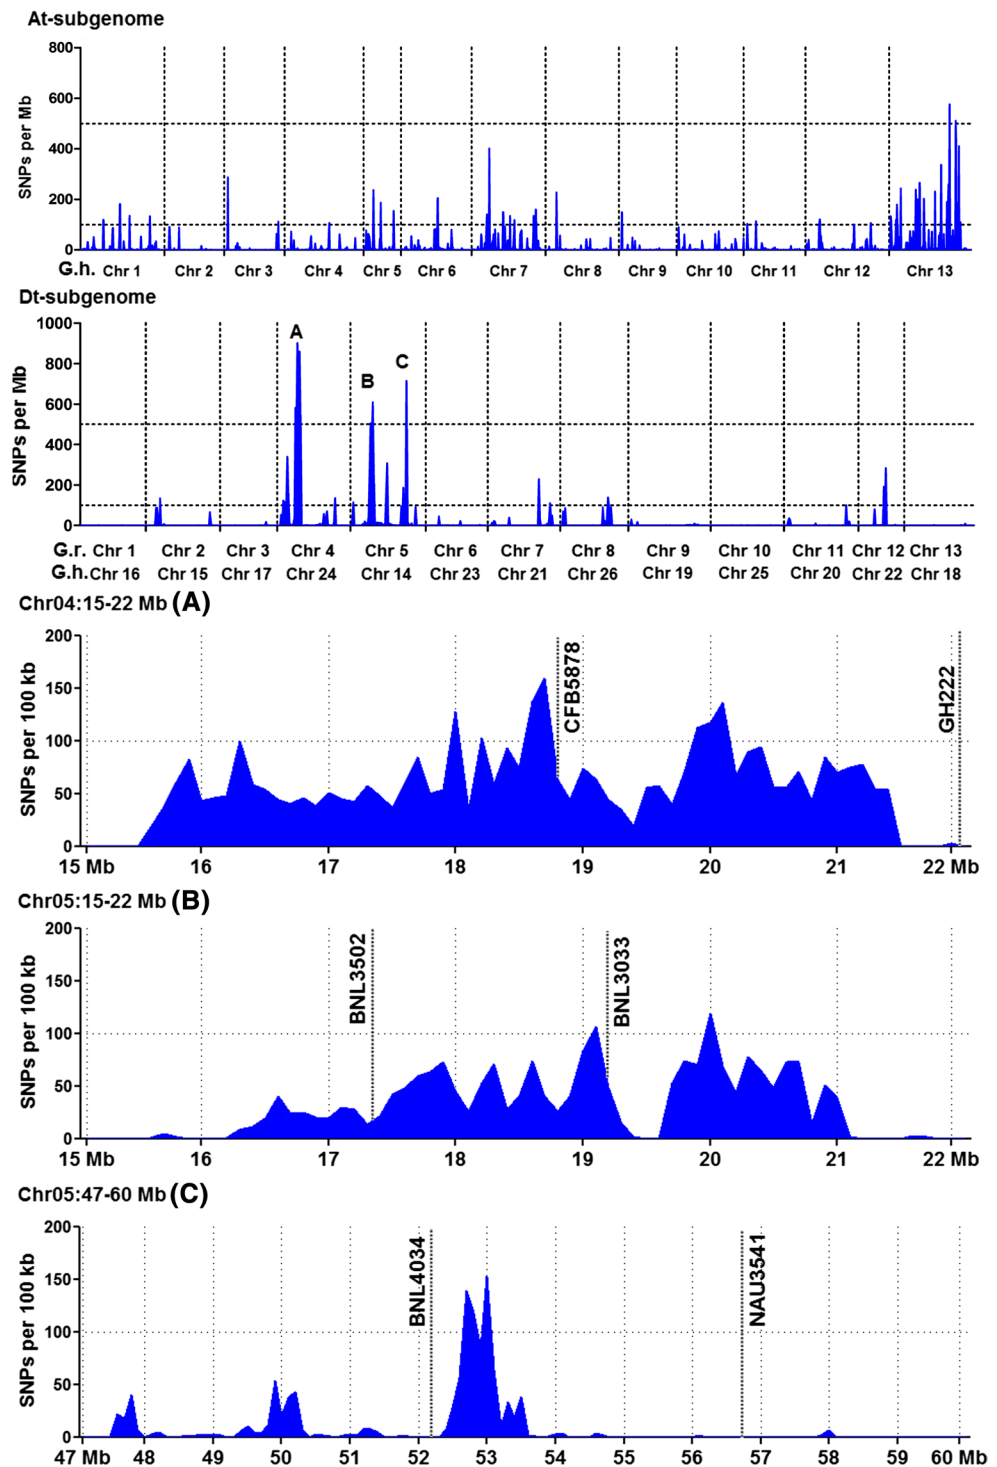 At-subgenome
SNPs per Mb
800
600
400
200
0
G.h. Chr 1 Chr 2 Chr 3 Chr 4 Chr 5 Chr 6 Chr 7 Chr 8 Chr 9 Chr 10 Chr 11 Chr 12 Chr 13
Dt-subgenome
SNPs per Mb
1000
800
600
400
200
0
A
B
C
G.r. Chr 1 Chr 2 Chr 3 Chr 4 Chr 5 Chr 6 Chr 7 Chr 8 Chr 9 Chr 10 Chr 11 Chr 12 Chr 13
G.h. Chr 16 Chr 15 Chr 17 Chr 24 Chr 14 Chr 23 Chr 21 Chr 26 Chr 19 Chr 25 Chr 20 Chr 22 Chr 18
Chr04:15-22 Mb (A)
SNPs per 100 kb
200
150
100
50
0
CFB5878
GH222
15 Mb 16 17 18 19 20 21 22 Mb
Chr05:15-22 Mb (B)
SNPs per 100 kb
200
150
100
50
0
BNL3502
BNL3033
15 Mb 16 17 18 19 20 21 22 Mb
Chr05:47-60 Mb (C)
SNPs per 100 kb
200
150
100
50
0
BNL4034
NAU3541
47 Mb 48 49 50 51 52 53 54 55 56 57 58 59 60 Mb